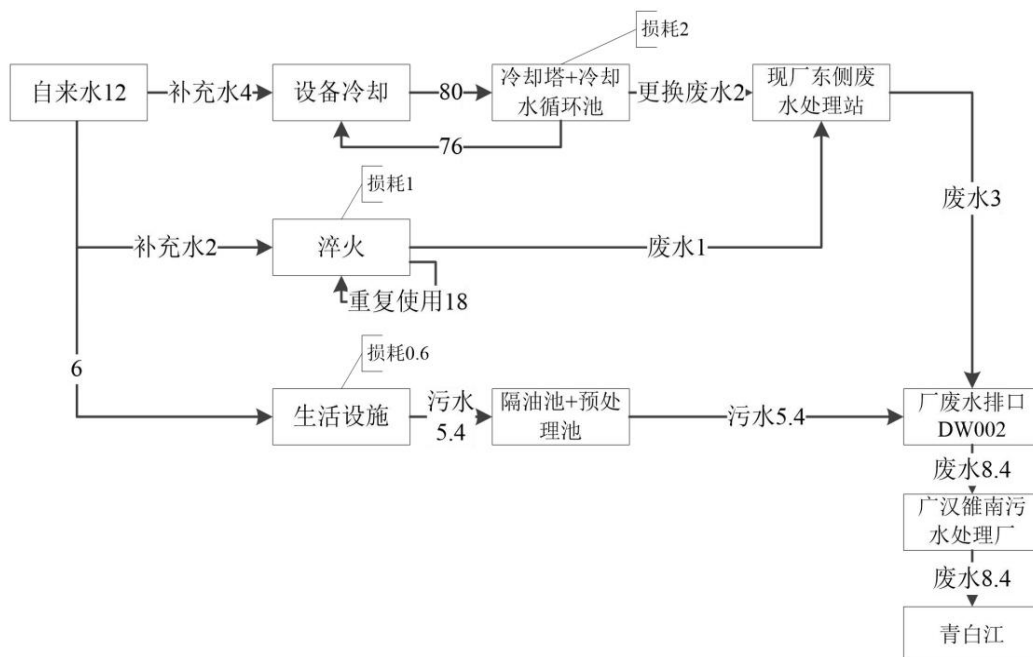 损耗2
自来水12
补充水4
设备冷却
80
冷却塔+冷却
水循环池
更换废水2
现厂东侧废
水处理站
76
损耗1
废水3
补充水2
淬火
废水1
重复使用18
损耗0.6
6
生活设施
污水
5.4
隔油池+预处
理池
污水5.4
厂废水排口
DW002
废水8.4
广汉雒南污
水处理厂
废水8.4
青白江